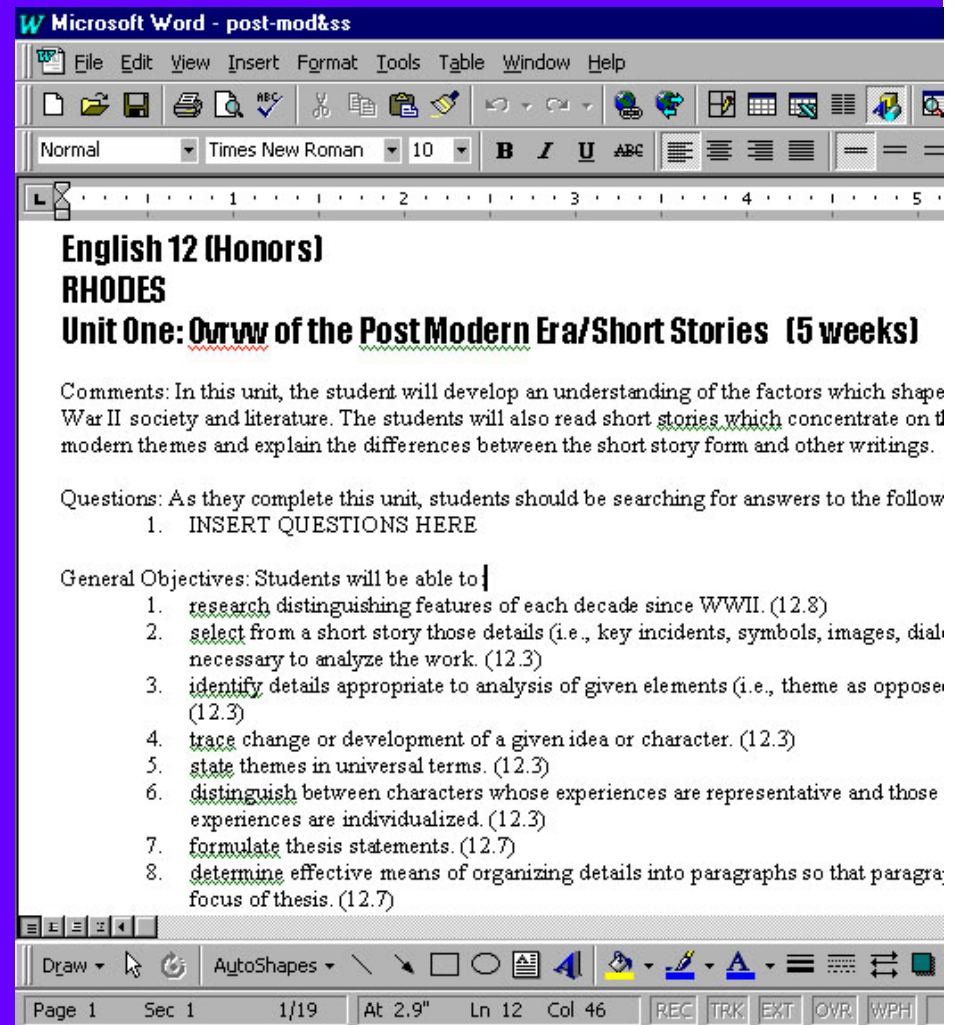 Microsoft Word - post-mod&ss
File Edit View Insert Format Tools Table Window Help
ABC
Normal Times New Roman 10 B I U ABC
L 1 2 3 4 5
English 12 (Honors)
RHODES
Unit One: Ovrvw of the Post Modern Era/Short Stories (5 weeks)
Comments: In this unit, the student will develop an understanding of the factors which shape
War II society and literature. The students will also read short stories which concentrate on th
modern themes and explain the differences between the short story form and other writings.
Questions: As they complete this unit, students should be searching for answers to the follow
1. INSERT QUESTIONS HERE
General Objectives: Students will be able to:
1. research distinguishing features of each decade since WWII. (12.8)
2. select from a short story those details (i.e., key incidents, symbols, images, dial
necessary to analyze the work. (12.3)
3. identify details appropriate to analysis of given elements (i.e., theme as oppose
(12.3)
4. trace change or development of a given idea or character. (12.3)
5. state themes in universal terms. (12.3)
6. distinguish between characters whose experiences are representative and those
experiences are individualized. (12.3)
7. formulate thesis statements. (12.7)
8. determine effective means of organizing details into paragraphs so that paragra
focus of thesis. (12.7)
Draw AutoShapes A
Page 1 Sec 1 1/19 At 2.9" Ln 12 Col 46 REC TRK EXT OVR WPH